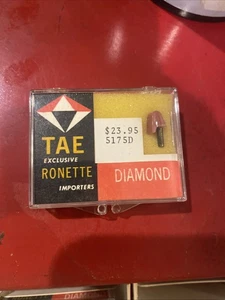 TAE
EXCLUSIVE
RONETTE
IMPORTERS
$23.95
517SD
DIAMOND